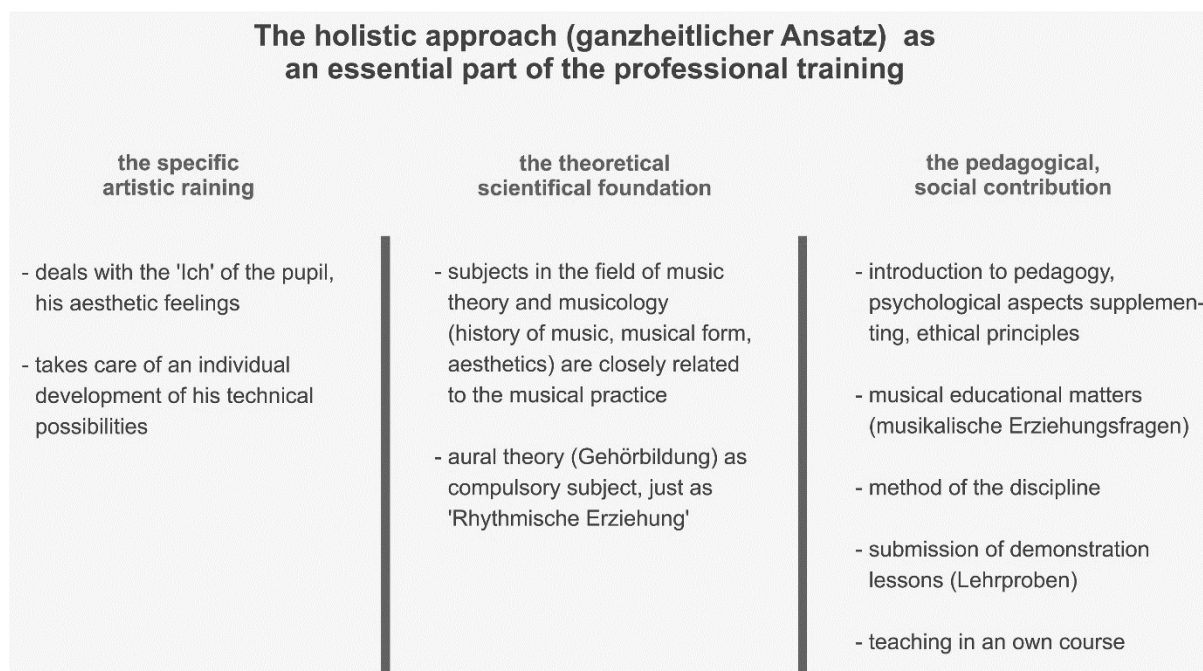 The holistic approach (ganzheitlicher Ansatz) as
an essential part of the professional training
the specific
artistic raining
- deals with the 'Ich' of the pupil,
his aesthetic feelings
- takes care of an individual
development of his technical
possibilities
the theoretical
scientifical foundation
- subjects in the field of music
theory and musicology
(history of music, musical form,
aesthetics) are closely related
to the musical practice
- aural theory (Gehörbildung) as
compulsory subject, just as
'Rhythmische Erziehung'
the pedagogical,
social contribution
- introduction to pedagogy,
psychological aspects supplemen-
ting, ethical principles
- musical educational matters
(musikalische Erziehungsfragen)
- method of the discipline
- submission of demonstration
lessons (Lehrproben)
- teaching in an own course